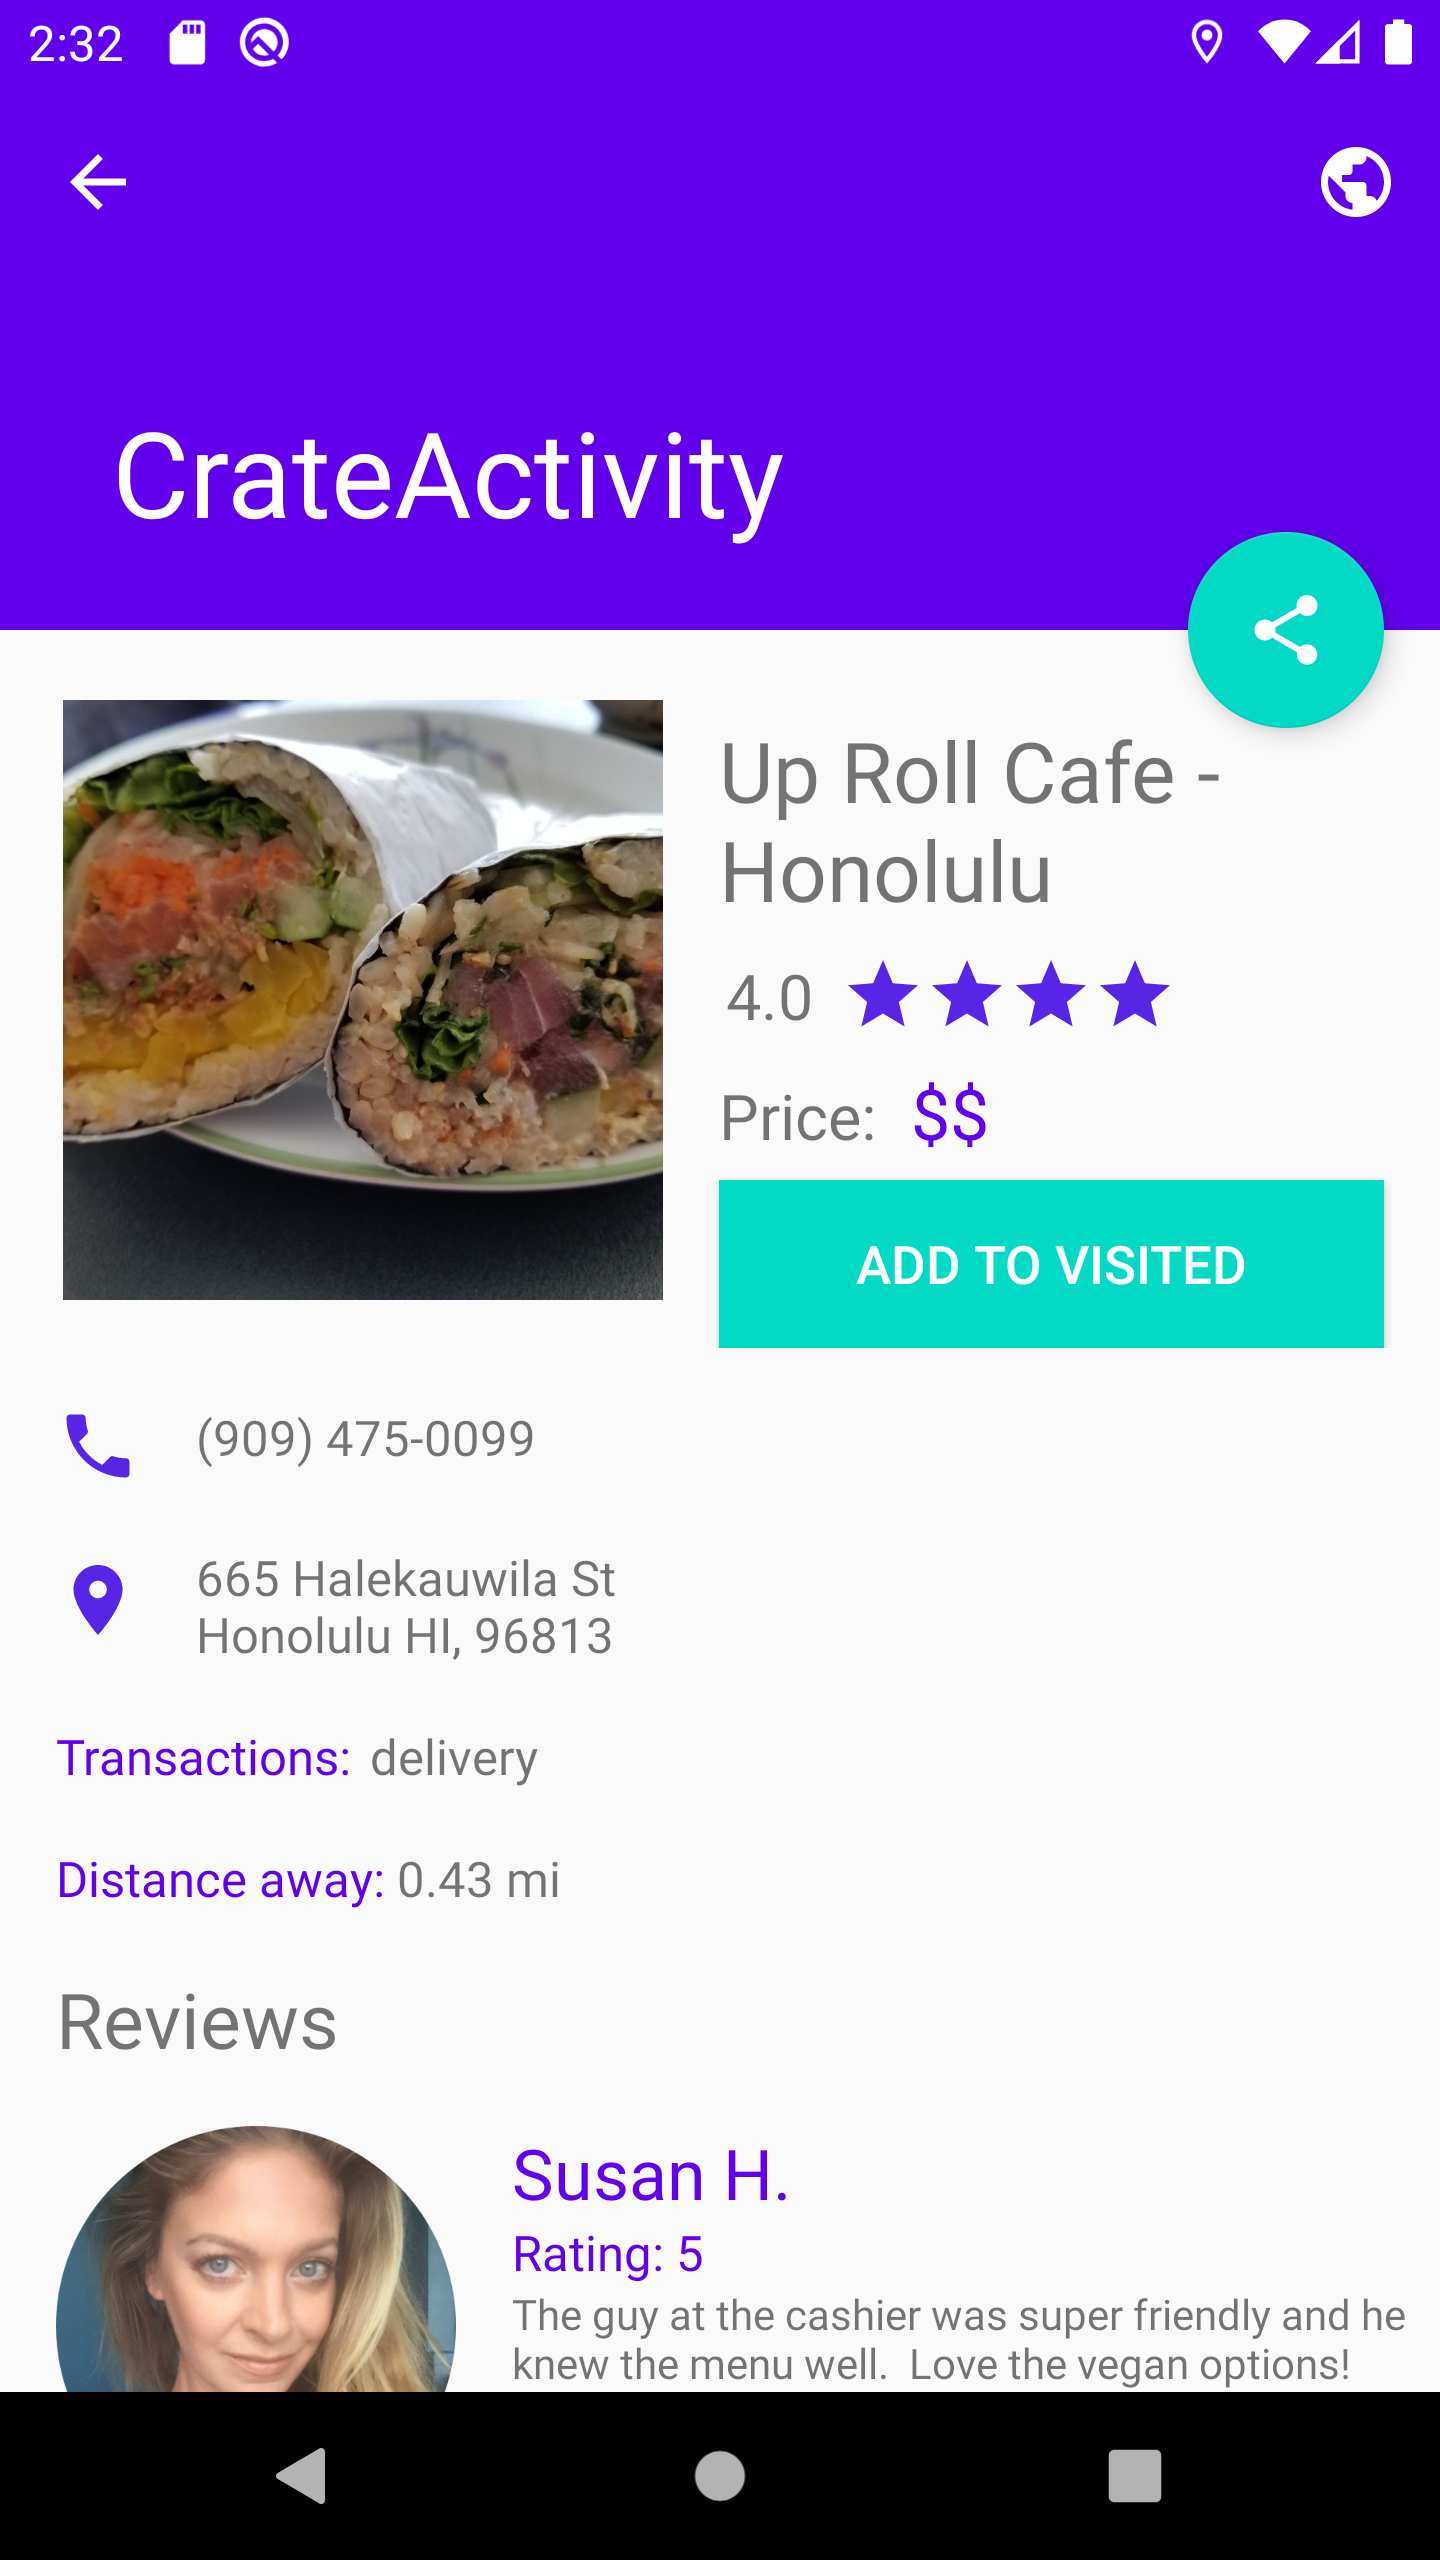 2:32
CrateActivity
Up Roll Cafe -
Honolulu
4.0
Price: $$
ADD TO VISITED
(909) 475-0099
665 Halekauwila St
Honolulu HI, 96813
Transactions: delivery
Distance away: 0.43 mi
Reviews
Susan H.
Rating: 5
The guy at the cashier was super friendly and he
knew the menu well.  Love the vegan options!